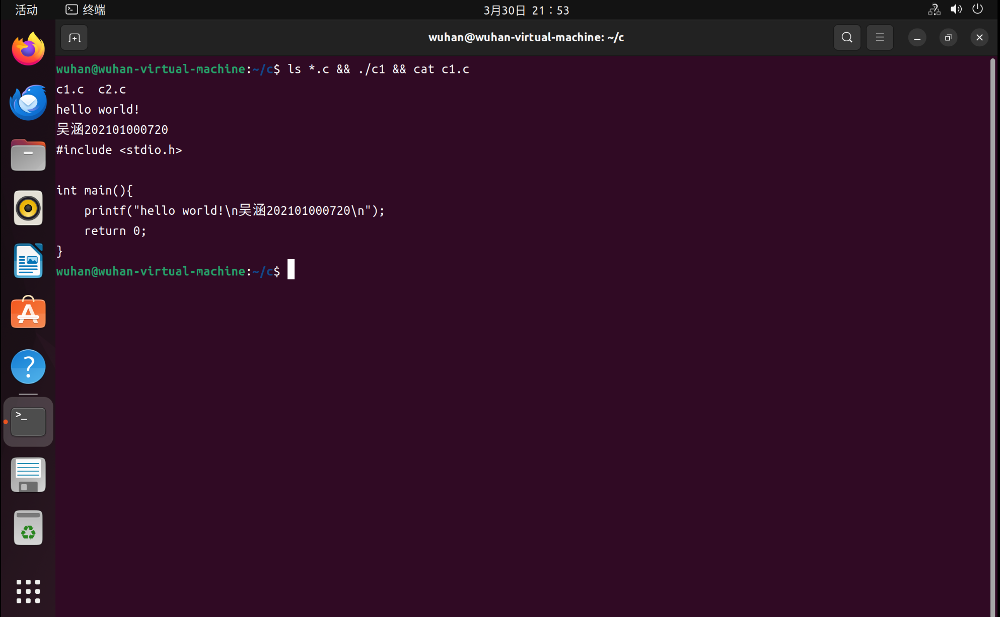 活动 终端 3月30日 21：53
wuhan@wuhan-virtual-machine: ~/c
wuhan@wuhan-virtual-machine:~/c$ ls *.c && ./c1 && cat c1.c
c1.c  c2.c
hello world!
吴涵202101000720
#include <stdio.h>

int main(){
    printf("hello world!\n吴涵202101000720\n");
    return 0;
}
wuhan@wuhan-virtual-machine:~/c$